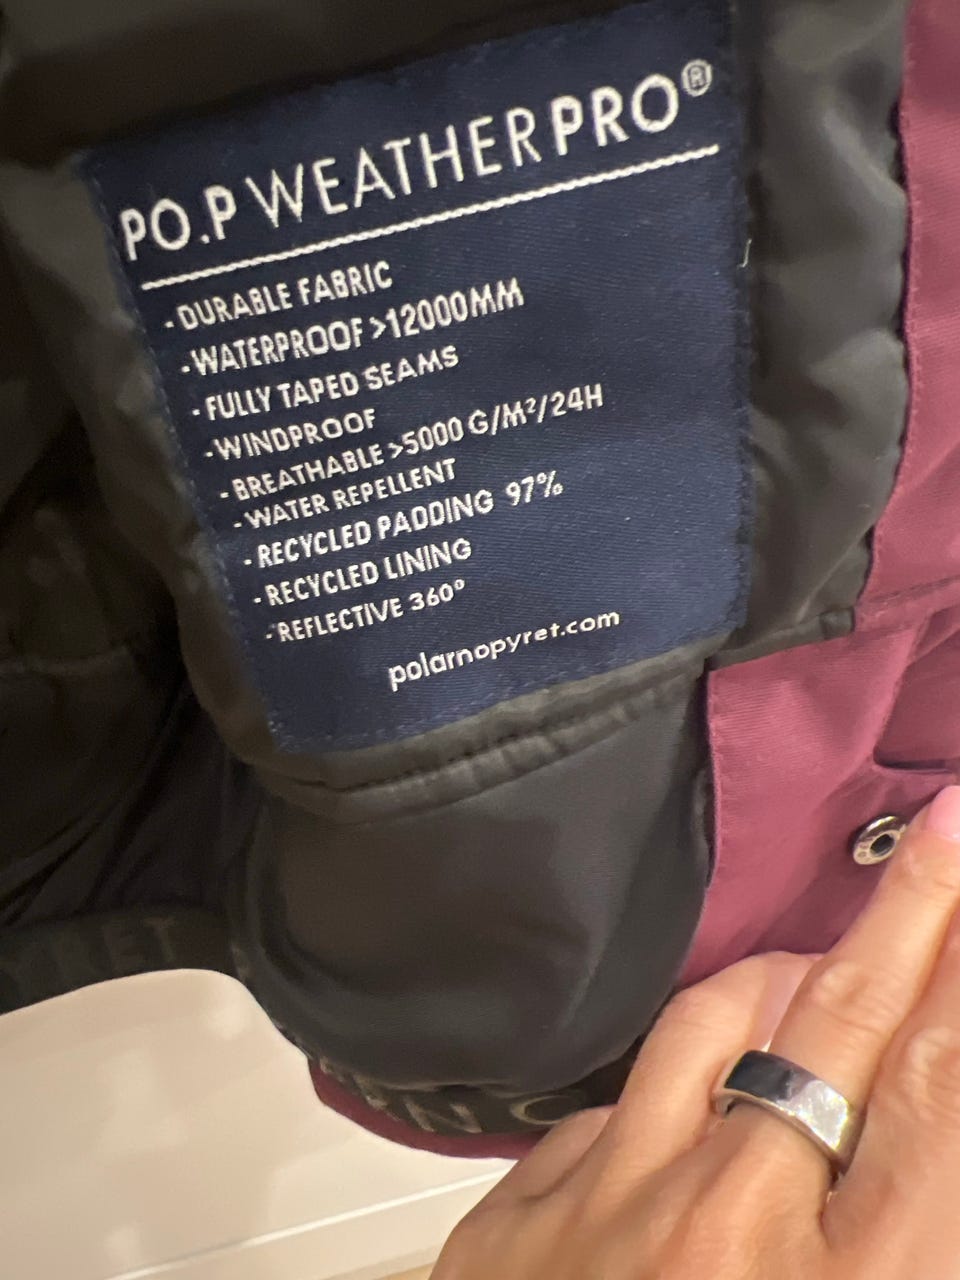 PO.P WEATHERPRO®
- DURABLE FABRIC
- WATERPROOF >12000MM
- FULLY TAPED SEAMS
- WINDPROOF
- BREATHABLE >5000 G/M²/24H
- WATER REPELLENT
- RECYCLED PADDING 97%
- RECYCLED LINING
- REFLECTIVE 360°
polarnopyret.com